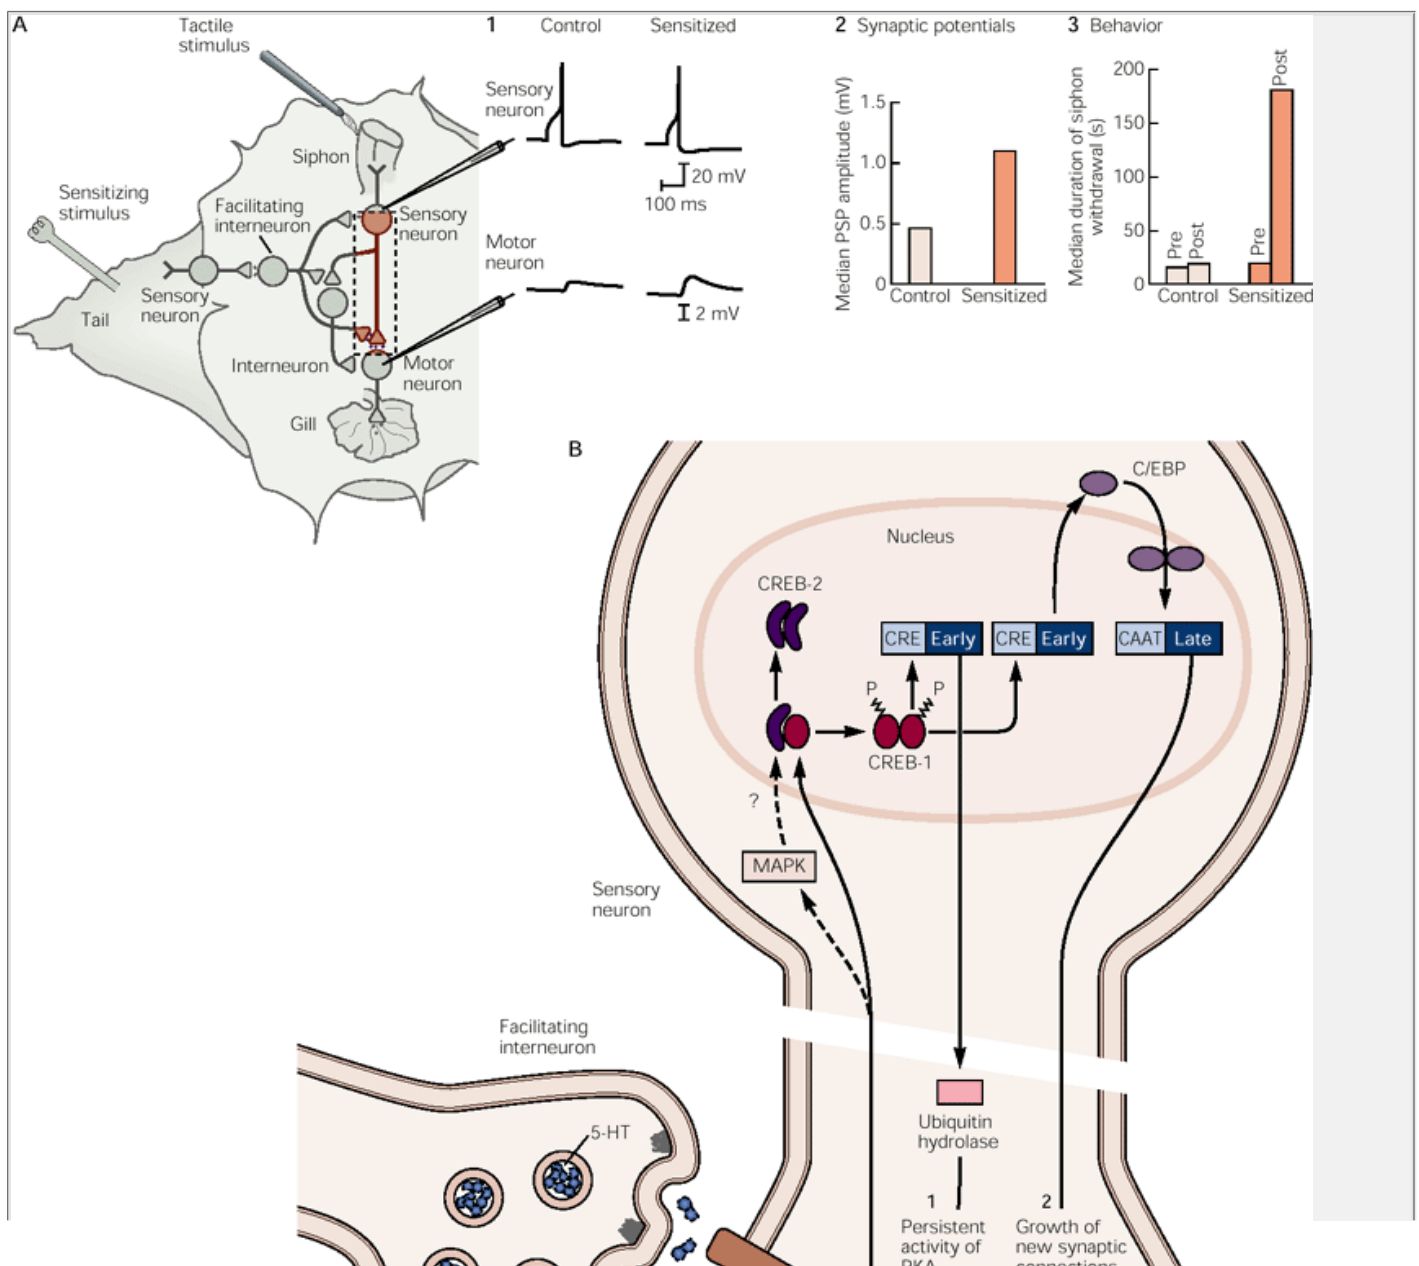 A
Tactile
stimulus
Siphon
Sensitizing
stimulus
Facilitating
interneuron
Sensory
neuron
Sensory
neuron
Tail
Interneuron
Motor
neuron
Gill
1 Control Sensitized
Sensory
neuron
20 mV
100 ms
Motor
neuron
2 mV
2 Synaptic potentials
Median PSP amplitude (mV)
1.5
1.0
0.5
0
Control Sensitized
3 Behavior
Median duration of siphon
withdrawal (s)
200
150
100
50
0
Pre Post Pre Post
Control Sensitized
B
C/EBP
Nucleus
CREB-2
CRE Early CRE Early CAAT Late
P P
CREB-1
?
MAPK
Sensory
neuron
Facilitating
interneuron
5-HT
Ubiquitin
hydrolase
1 2
Persistent
activity of
PKA
Growth of
new synaptic
connections